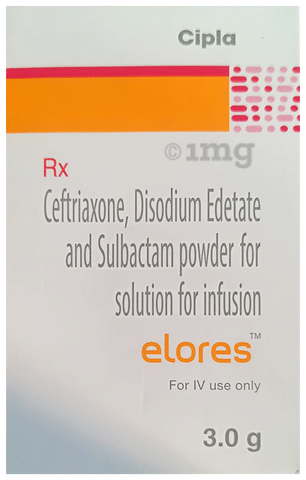 Cipla
© 1mg
Rx
Ceftriaxone, Disodium Edetate
and Sulbactam powder for
solution for infusion
elores™
For IV use only
3.0 g